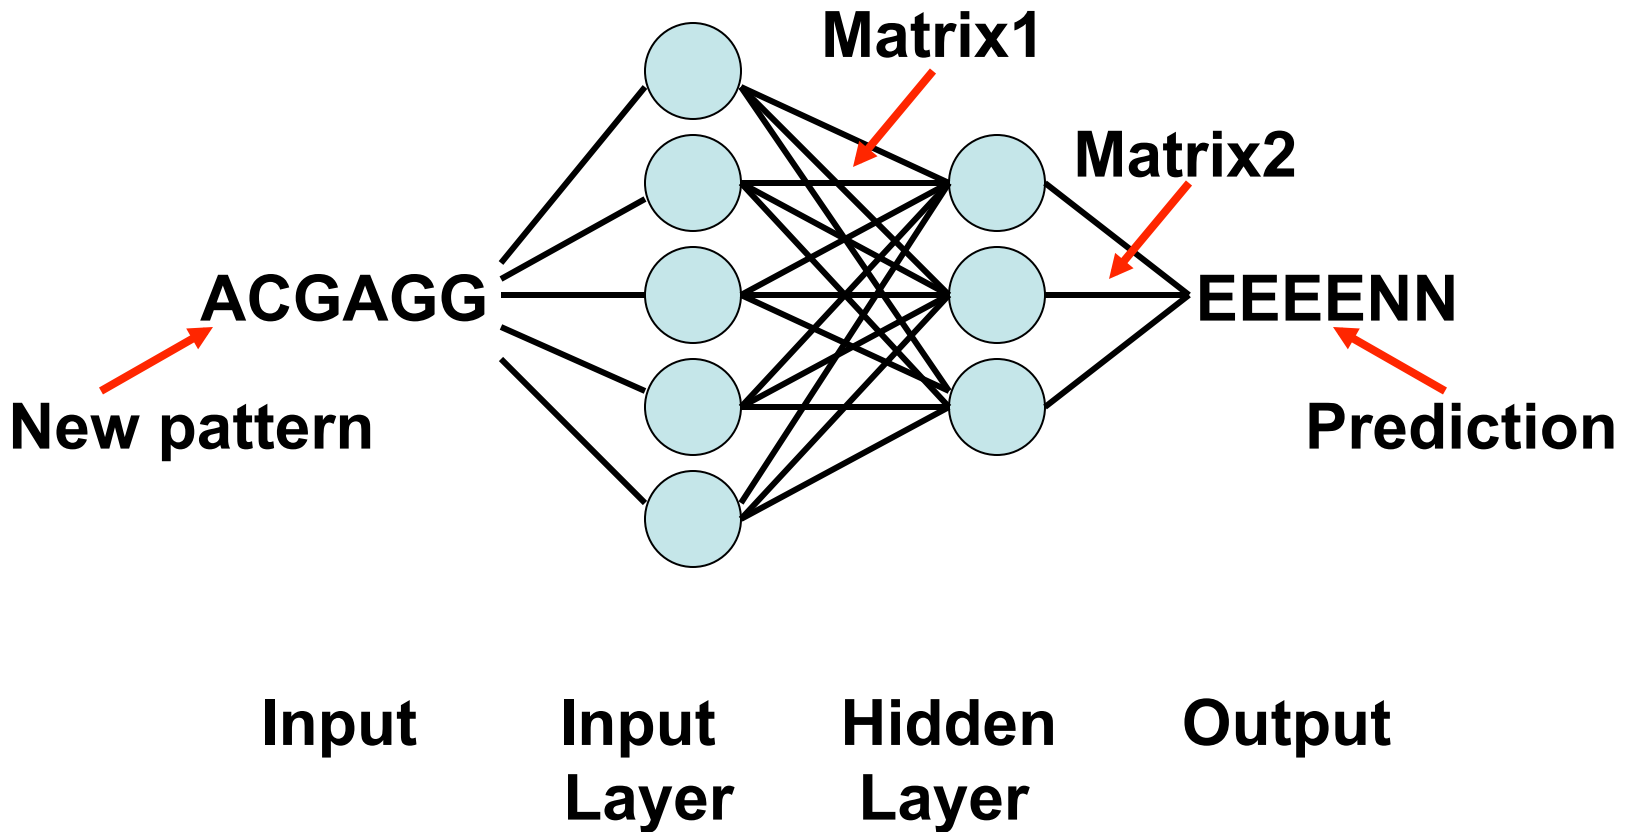 Matrix1
Matrix2
ACGAGG
EEEENN
New pattern
Prediction
Input
Input
Layer
Hidden
Layer
Output